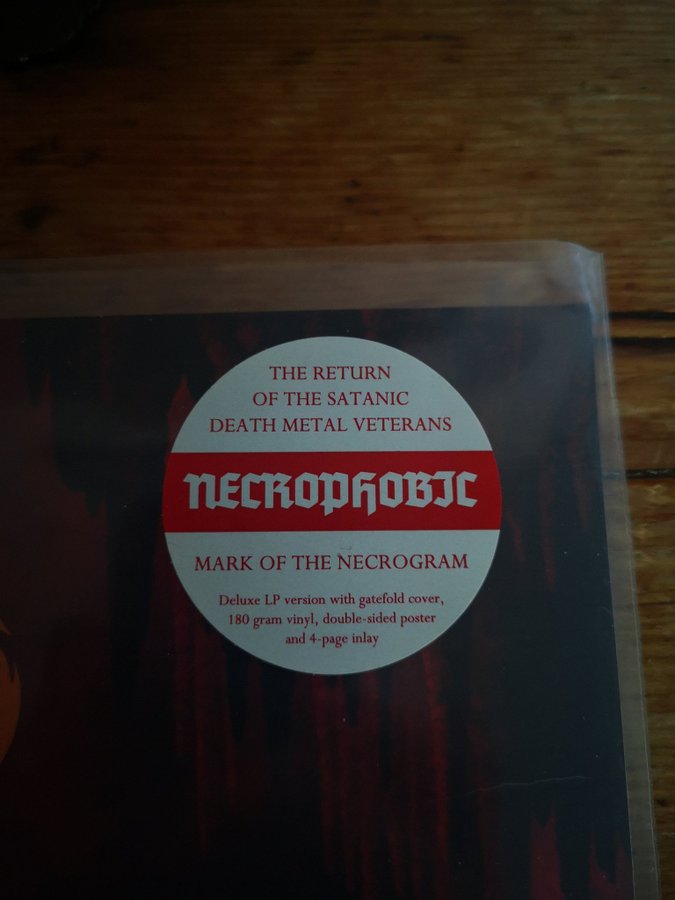 THE RETURN
OF THE SATANIC
DEATH METAL VETERANS
NECROPHOBIC
MARK OF THE NECROGRAM
Deluxe LP version with gatefold cover,
180 gram vinyl, double-sided poster
and 4-page inlay